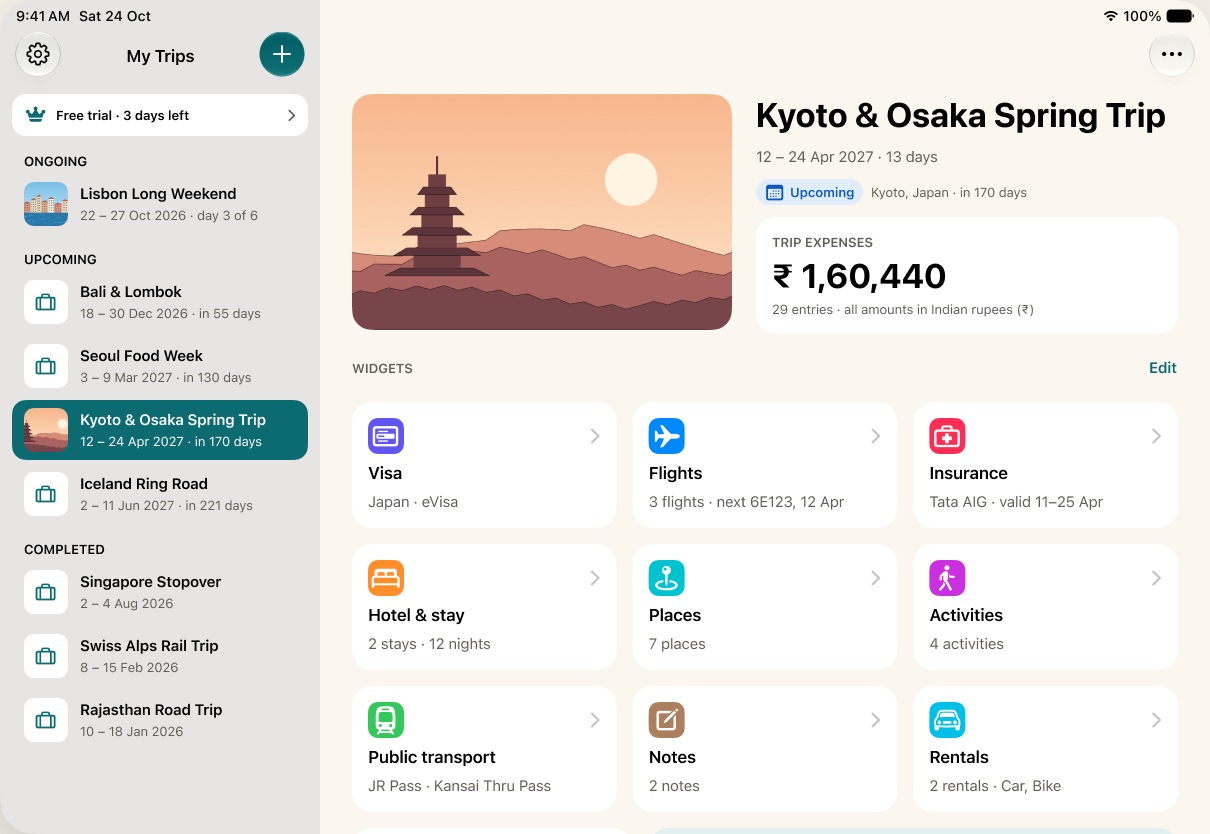 9:41 AM Sat 24 Oct
100%
My Trips
Free trial · 3 days left
ONGOING
Lisbon Long Weekend
22 – 27 Oct 2026 · day 3 of 6
UPCOMING
Bali & Lombok
18 – 30 Dec 2026 · in 55 days
Seoul Food Week
3 – 9 Mar 2027 · in 130 days
Kyoto & Osaka Spring Trip
12 – 24 Apr 2027 · in 170 days
Iceland Ring Road
2 – 11 Jun 2027 · in 221 days
COMPLETED
Singapore Stopover
2 – 4 Aug 2026
Swiss Alps Rail Trip
8 – 15 Feb 2026
Rajasthan Road Trip
10 – 18 Jan 2026
Kyoto & Osaka Spring Trip
12 – 24 Apr 2027 · 13 days
Upcoming Kyoto, Japan · in 170 days
TRIP EXPENSES
₹ 1,60,440
29 entries · all amounts in Indian rupees (₹)
WIDGETS
Edit
Visa
Japan · eVisa
Flights
3 flights · next 6E123, 12 Apr
Insurance
Tata AIG · valid 11–25 Apr
Hotel & stay
2 stays · 12 nights
Places
7 places
Activities
4 activities
Public transport
JR Pass · Kansai Thru Pass
Notes
2 notes
Rentals
2 rentals · Car, Bike